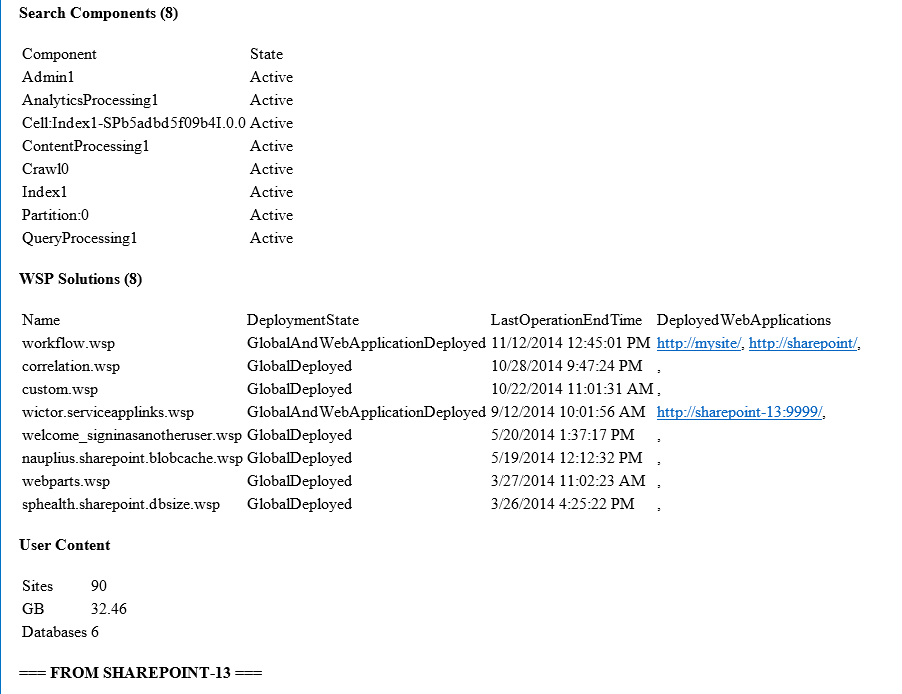 Search Components (8)
Component State
Admin1 Active
AnalyticsProcessing1 Active
Cell:Index1-SPb5adbd5f09b4I.0.0 Active
ContentProcessing1 Active
Crawl0 Active
Index1 Active
Partition:0 Active
QueryProcessing1 Active
WSP Solutions (8)
Name DeploymentState LastOperationEndTime DeployedWebApplications
workflow.wsp GlobalAndWebApplicationDeployed 11/12/2014 12:45:01 PM http://mysite/, http://sharepoint/,
correlation.wsp GlobalDeployed 10/28/2014 9:47:24 PM ,
custom.wsp GlobalDeployed 10/22/2014 11:01:31 AM ,
wictor.serviceapplinks.wsp GlobalAndWebApplicationDeployed 9/12/2014 10:01:56 AM http://sharepoint-13:9999/,
welcome_signinasanotheruser.wsp GlobalDeployed 5/20/2014 1:37:17 PM ,
nauplius.sharepoint.blobcache.wsp GlobalDeployed 5/19/2014 12:12:32 PM ,
webparts.wsp GlobalDeployed 3/27/2014 11:02:23 AM ,
sphealth.sharepoint.dbsize.wsp GlobalDeployed 3/26/2014 4:25:22 PM ,
User Content
Sites 90
GB 32.46
Databases 6
=== FROM SHAREPOINT-13 ===